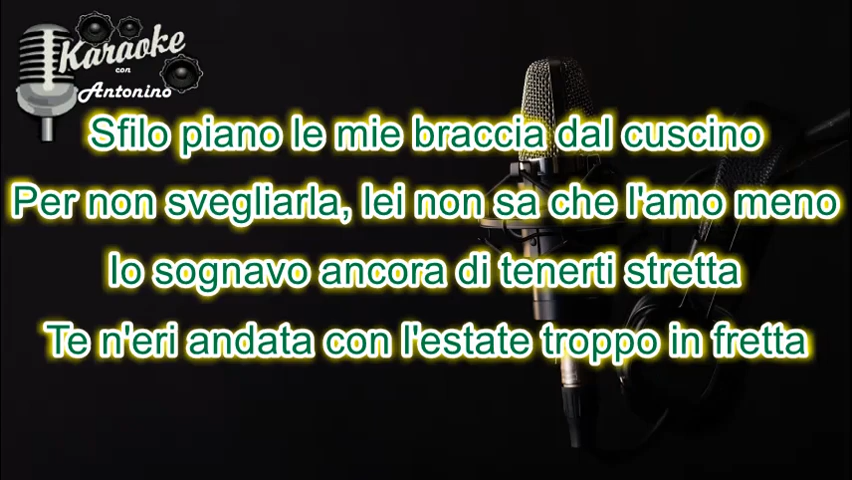 Karaoke
con
Antonino
Sfilo piano le mie braccia dal cuscino
Per non svegliarla, lei non sa che l'amo meno
Io sognavo ancora di tenerti stretta
Te n'eri andata con l'estate troppo in fretta